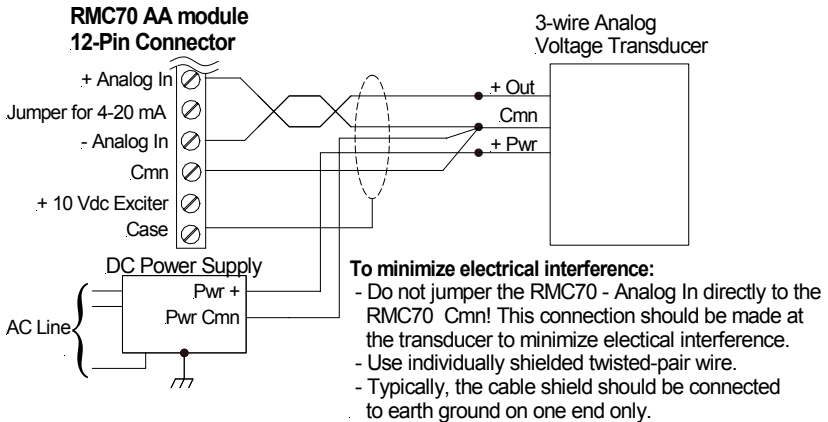 RMC70 AA module
12-Pin Connector
+ Analog In
Jumper for 4-20 mA
- Analog In
Cmn
+ 10 Vdc Exciter
Case
3-wire Analog
Voltage Transducer
+ Out
Cmn
+ Pwr
DC Power Supply
Pwr +
Pwr Cmn
AC Line
To minimize electrical interference:
- Do not jumper the RMC70 - Analog In directly to the
RMC70 Cmn! This connection should be made at
the transducer to minimize electical interference.
- Use individually shielded twisted-pair wire.
- Typically, the cable shield should be connected
to earth ground on one end only.